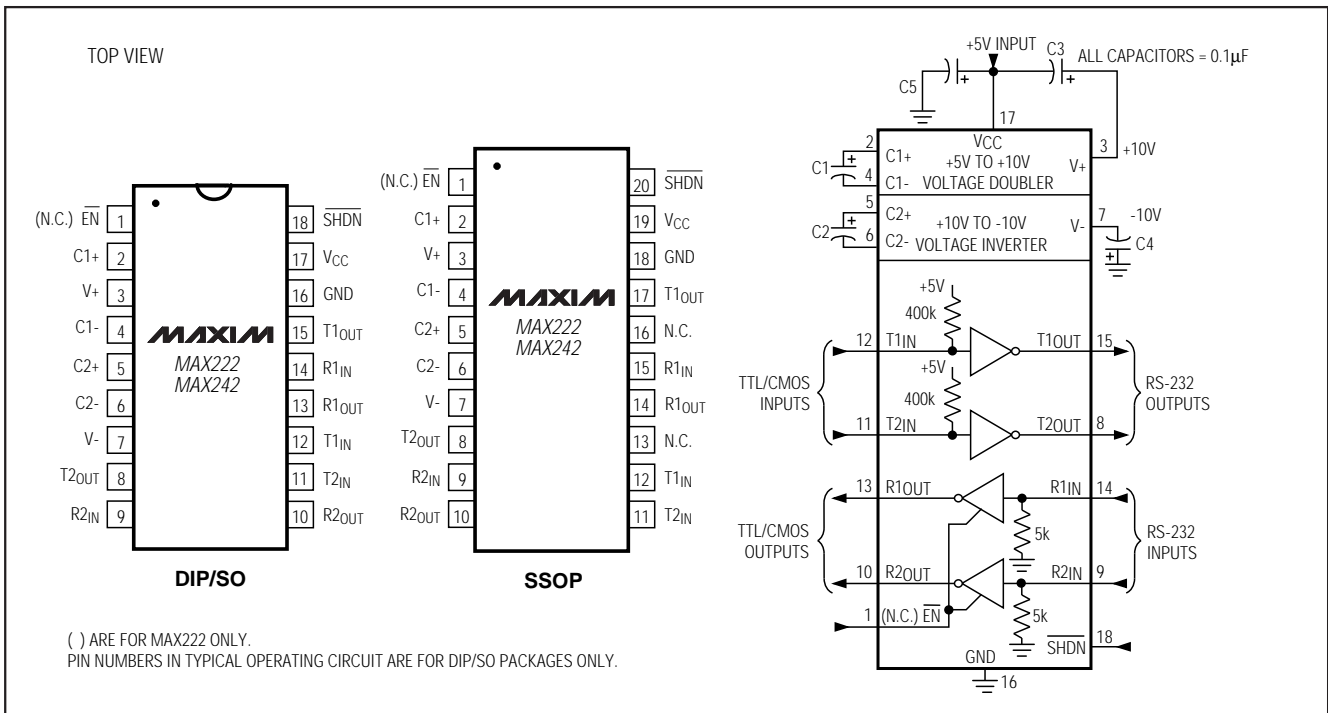 TOP VIEW
(N.C.) EN 1
C1+ 2
V+ 3
C1- 4
C2+ 5
C2- 6
V- 7
T2OUT 8
R2IN 9
18 SHDN
17 VCC
16 GND
15 T1OUT
14 R1IN
13 R1OUT
12 T1IN
11 T2IN
10 R2OUT
MAXIM
MAX222
MAX242
DIP/SO
(N.C.) EN 1
C1+ 2
V+ 3
C1- 4
C2+ 5
C2- 6
V- 7
T2OUT 8
R2IN 9
R2OUT 10
20 SHDN
19 VCC
18 GND
17 T1OUT
16 N.C.
15 R1IN
14 R1OUT
13 N.C.
12 T1IN
11 T2IN
MAXIM
MAX222
MAX242
SSOP
( ) ARE FOR MAX222 ONLY.
PIN NUMBERS IN TYPICAL OPERATING CIRCUIT ARE FOR DIP/SO PACKAGES ONLY.
+5V INPUT
C3
ALL CAPACITORS = 0.1μF
C5
+
+
17
VCC
2
C1+
+5V TO +10V
VOLTAGE DOUBLER
V+
3
+10V
C1
+
4
C1-
5
C2+
+10V TO -10V
VOLTAGE INVERTER
V-
7
-10V
C4
+
C2
+
6
C2-
+5V
400k
12
T1IN
T1OUT
15
+5V
400k
TTL/CMOS
INPUTS
RS-232
OUTPUTS
11
T2IN
T2OUT
8
13
R1OUT
R1IN
14
5k
TTL/CMOS
OUTPUTS
RS-232
INPUTS
10
R2OUT
R2IN
9
5k
1
(N.C.) EN
SHDN
18
GND
16